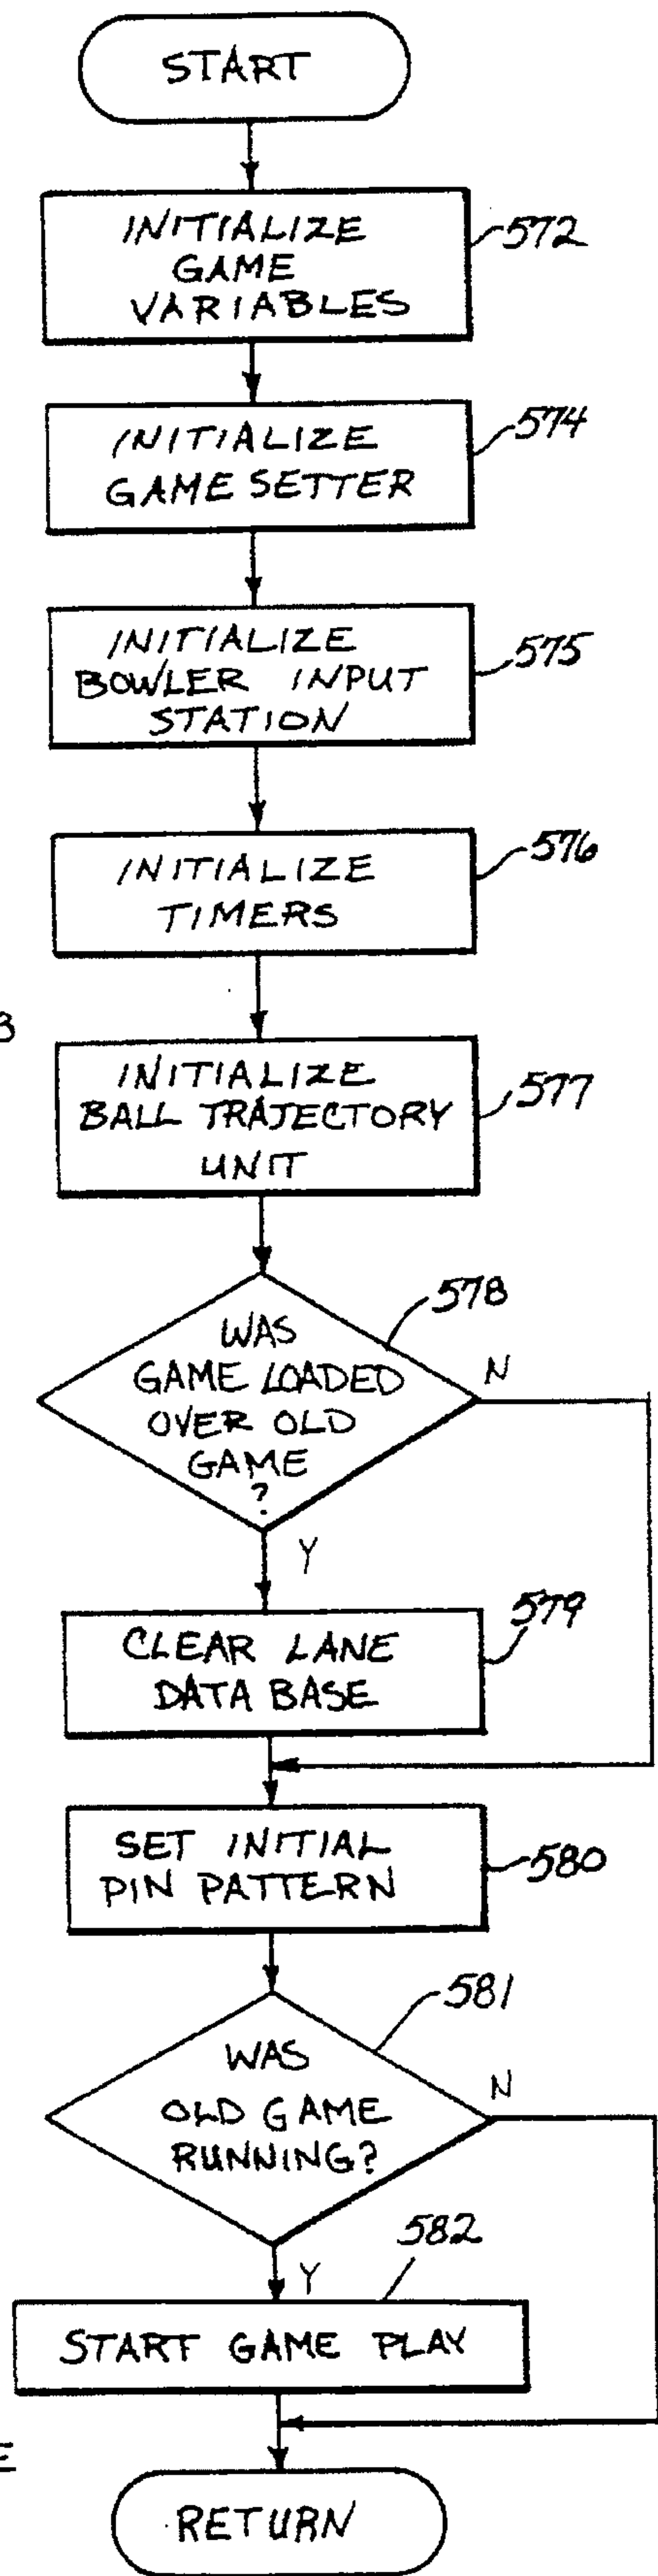 START
INITIALIZE
GAME
VARIABLES
572
INITIALIZE
GAME SETTER
574
INITIALIZE
BOWLER INPUT
STATION
575
INITIALIZE
TIMERS
576
B
INITIALIZE
BALL TRAJECTORY
UNIT
577
WAS
GAME LOADED
OVER OLD
GAME
?
578
N
Y
CLEAR LANE
DATA BASE
579
SET INITIAL
PIN PATTERN
580
WAS
OLD GAME
RUNNING?
581
N
Y
582
START GAME PLAY
E
RETURN